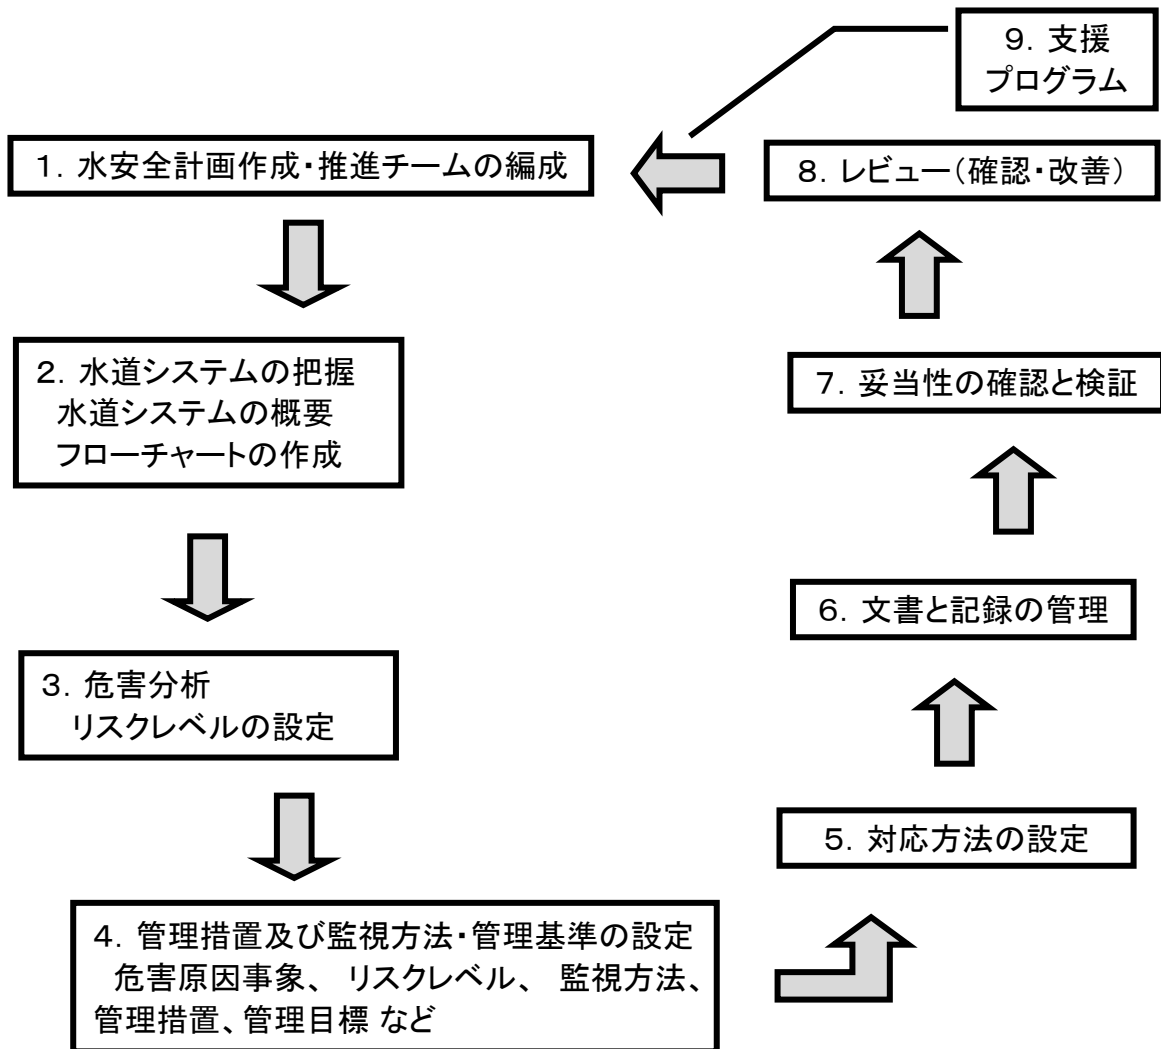 9. 支援
プログラム
1. 水安全計画作成・推進チームの編成
8. レビュー(確認・改善)
2. 水道システムの把握
水道システムの概要
フローチャートの作成
7. 妥当性の確認と検証
6. 文書と記録の管理
3. 危害分析
リスクレベルの設定
5. 対応方法の設定
4. 管理措置及び監視方法・管理基準の設定
危害原因事象、 リスクレベル、 監視方法、
管理措置、管理目標 など